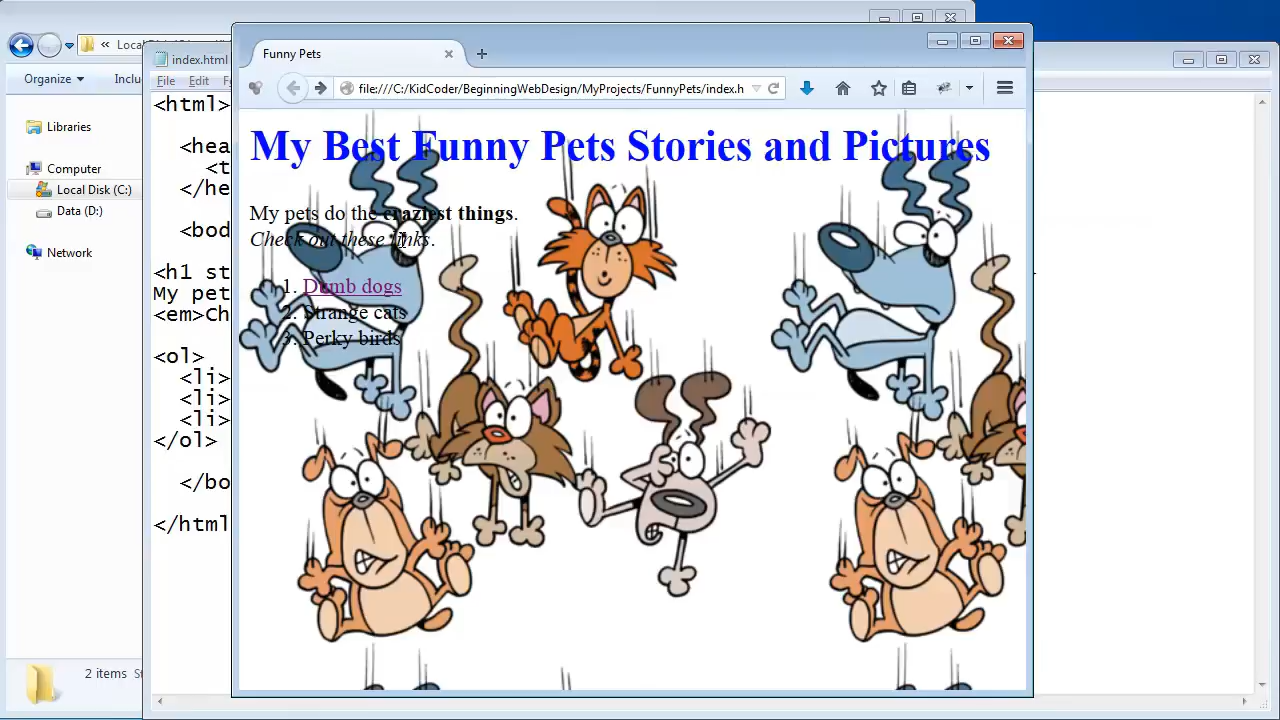 Funny Pets
file:///C:/KidCoder/BeginningWebDesign/MyProjects/FunnyPets/index.h
My Best Funny Pets Stories and Pictures
My pets do the craziest things.
Check out these links.
1. Dumb dogs
2. Strange cats
3. Perky birds
Organize
Inclu
Libraries
Computer
Local Disk (C:)
Data (D:)
Network
2 items
index.html
File Edit
<html>
<hea
<t
</he
<bod
<h1 st
My pet
<em>Ch
<ol>
<li>
<li>
<li>
</ol>
</bo
</html